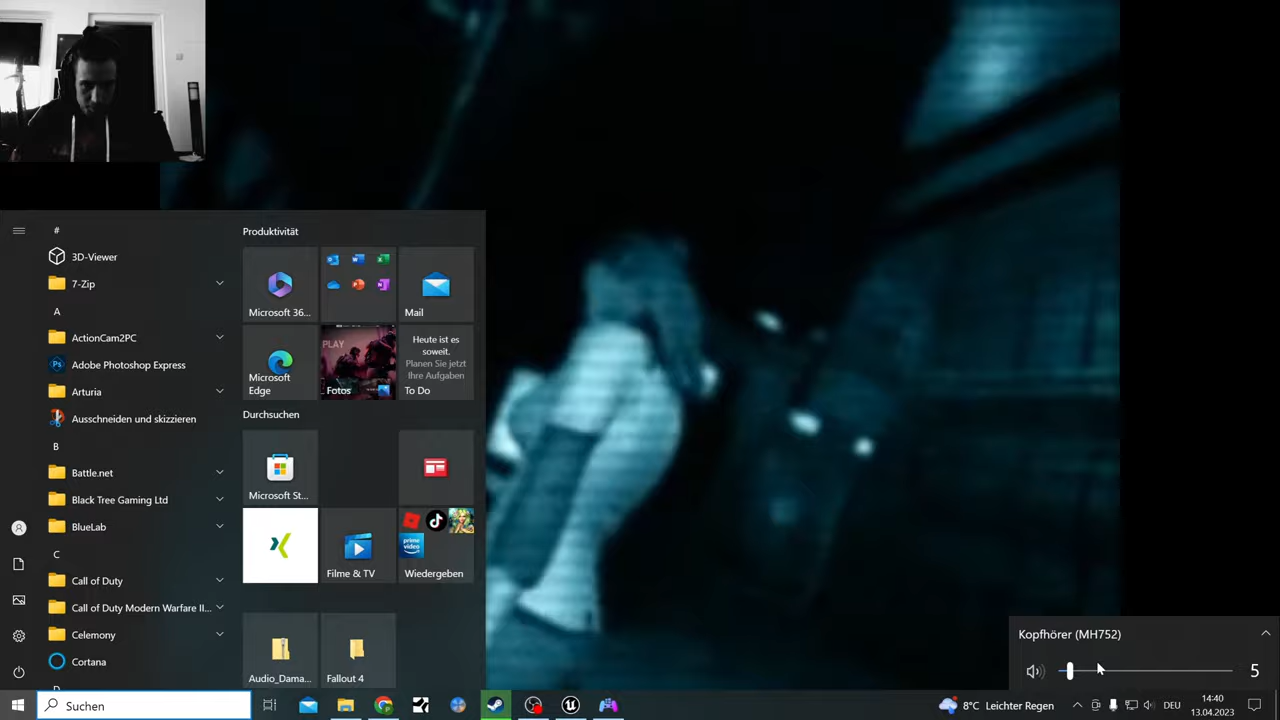 #
3D-Viewer
7-Zip
A
ActionCam2PC
Adobe Photoshop Express
Arturia
Ausschneiden und skizzieren
B
Battle.net
Black Tree Gaming Ltd
BlueLab
C
Call of Duty
Call of Duty Modern Warfare II...
Celemony
Cortana
Produktivität
Microsoft 36...
Mail
Microsoft
Edge
PLAY
Fotos
Heute ist es
soweit.
Planen Sie jetzt
Ihre Aufgaben
To Do
Durchsuchen
Microsoft St...
Filme & TV
prime
video
Wiedergeben
Audio_Dama...
Fallout 4
Kopfhörer (MH752)
5
Suchen
8°C Leichter Regen
DEU
14:40
13.04.2023